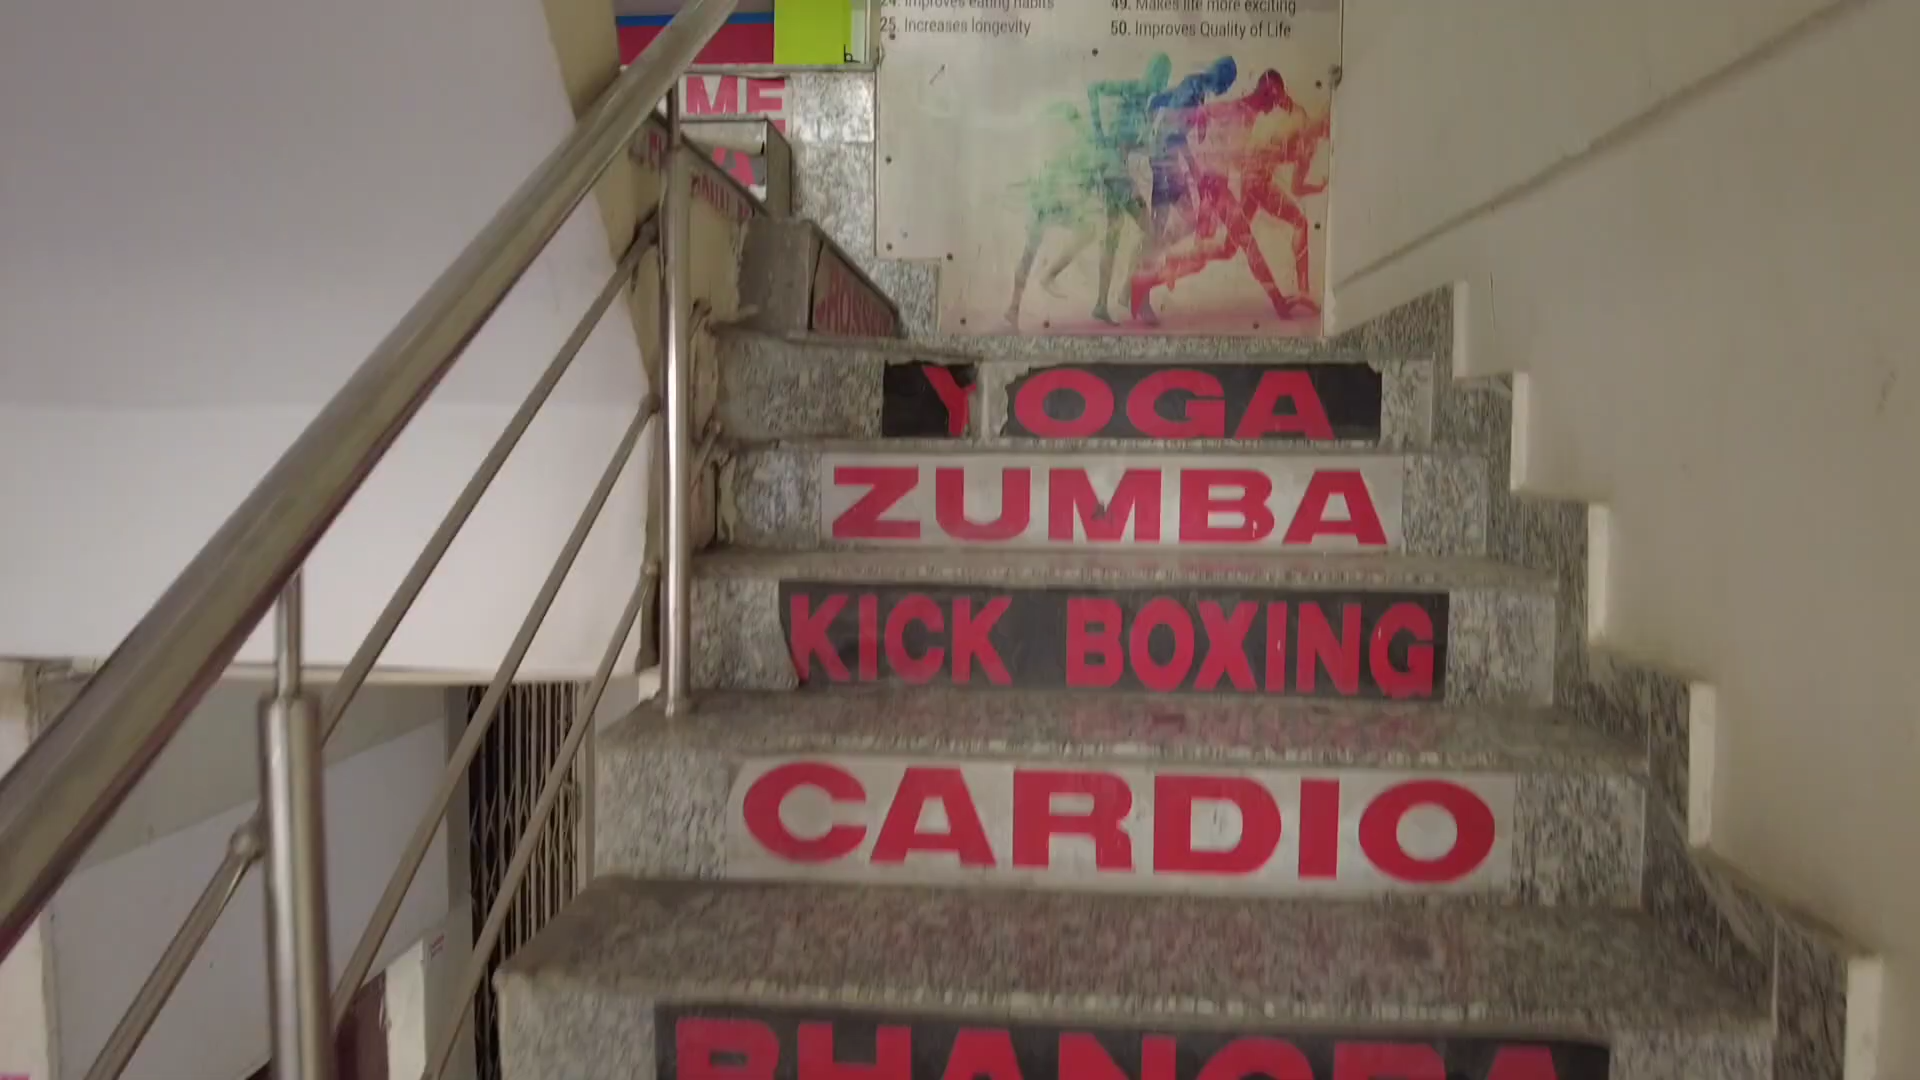 24. Improves eating habits
25. Increases longevity
49. Makes life more exciting
50. Improves Quality of Life
YOGA
ZUMBA
KICK BOXING
CARDIO
BHANGRA